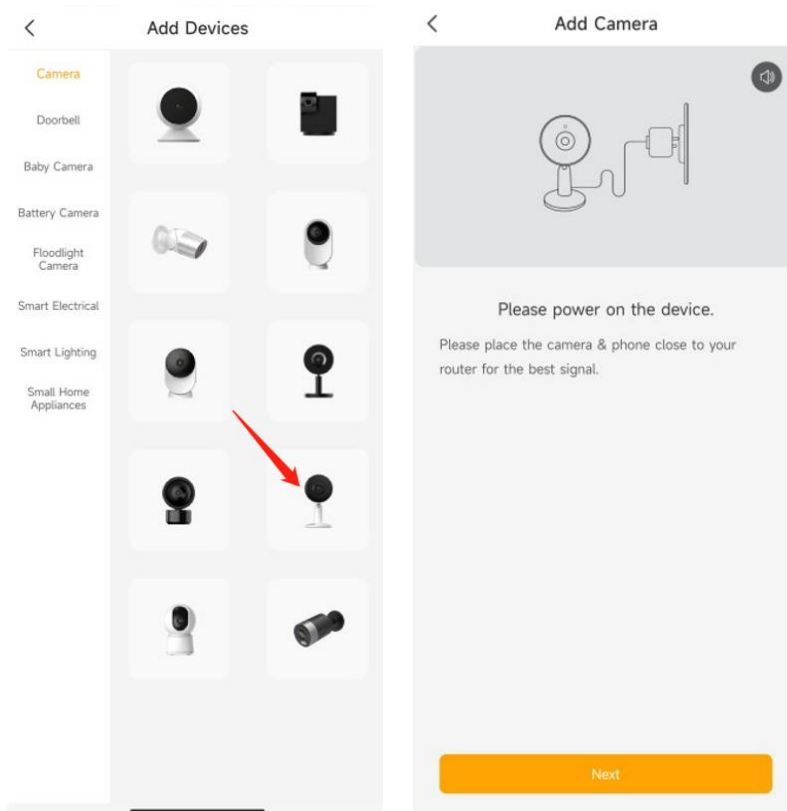 Add Devices
Camera
Doorbell
Baby Camera
Battery Camera
Floodlight
Camera
Smart Electrical
Smart Lighting
Small Home
Appliances
Add Camera
Please power on the device.
Please place the camera & phone close to your
router for the best signal.
Next